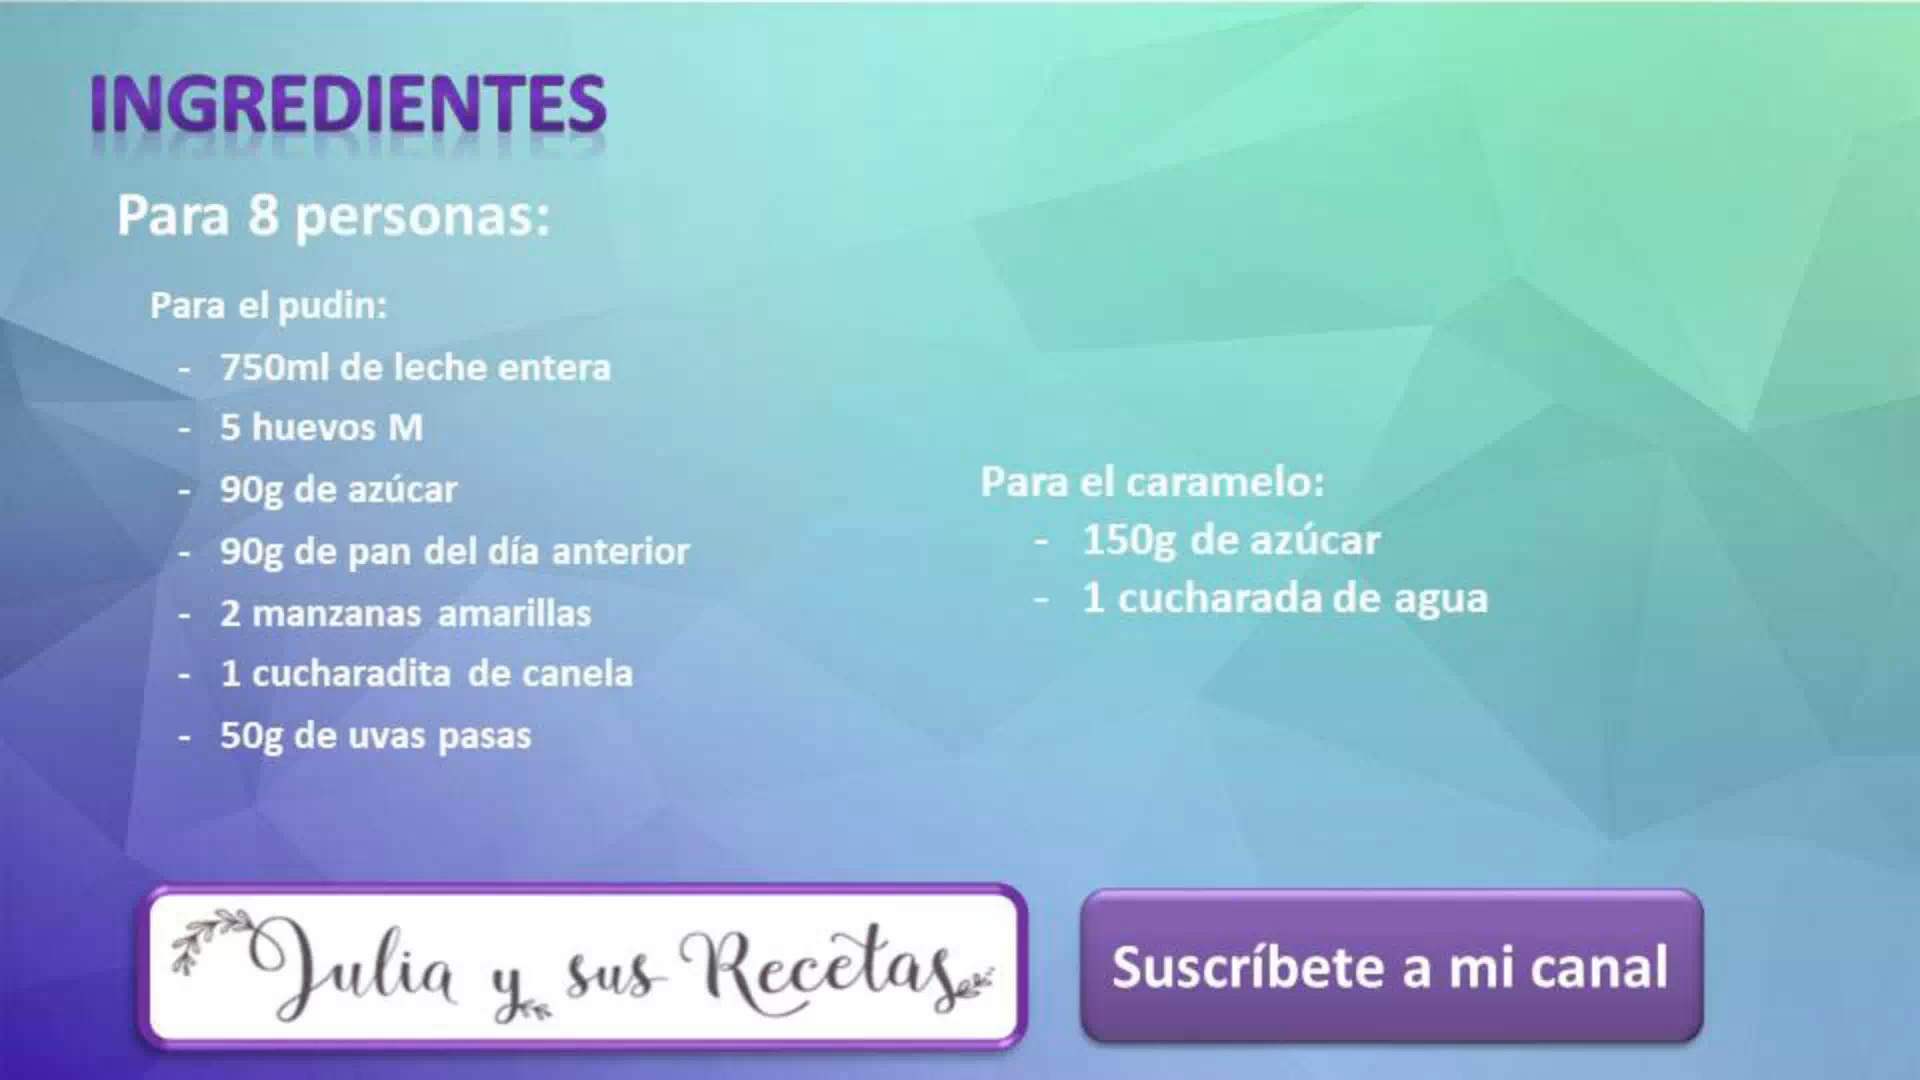 INGREDIENTES
Para 8 personas:
Para el pudin:
- 750ml de leche entera
- 5 huevos M
- 90g de azúcar
- 90g de pan del día anterior
- 2 manzanas amarillas
- 1 cucharadita de canela
- 50g de uvas pasas
Para el caramelo:
- 150g de azúcar
- 1 cucharada de agua
Julia y sus Recetas
Suscríbete a mi canal